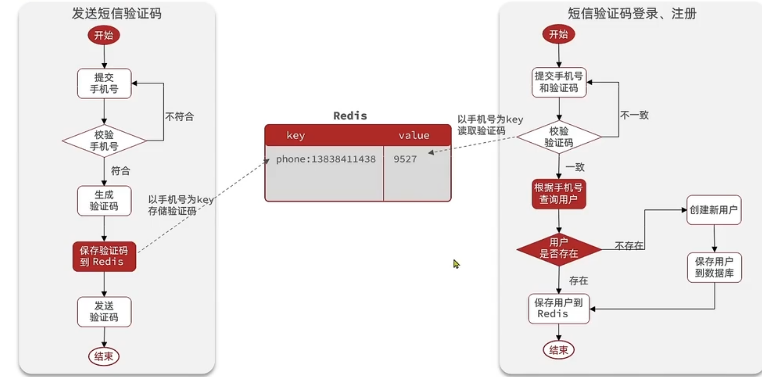 发送短信验证码
开始
提交
手机号
不符合
校验
手机号
符合
生成
验证码
以手机号为key
存储验证码
保存验证码
到 Redis
发送
验证码
结束
Redis
key value
phone:13838411438 9527
以手机号为key
读取验证码
短信验证码登录、注册
开始
提交手机号
和验证码
不一致
校验
验证码
一致
根据手机号
查询用户
用户
是否存在
不存在
创建新用户
保存用户
到数据库
存在
保存用户到
Redis
结束